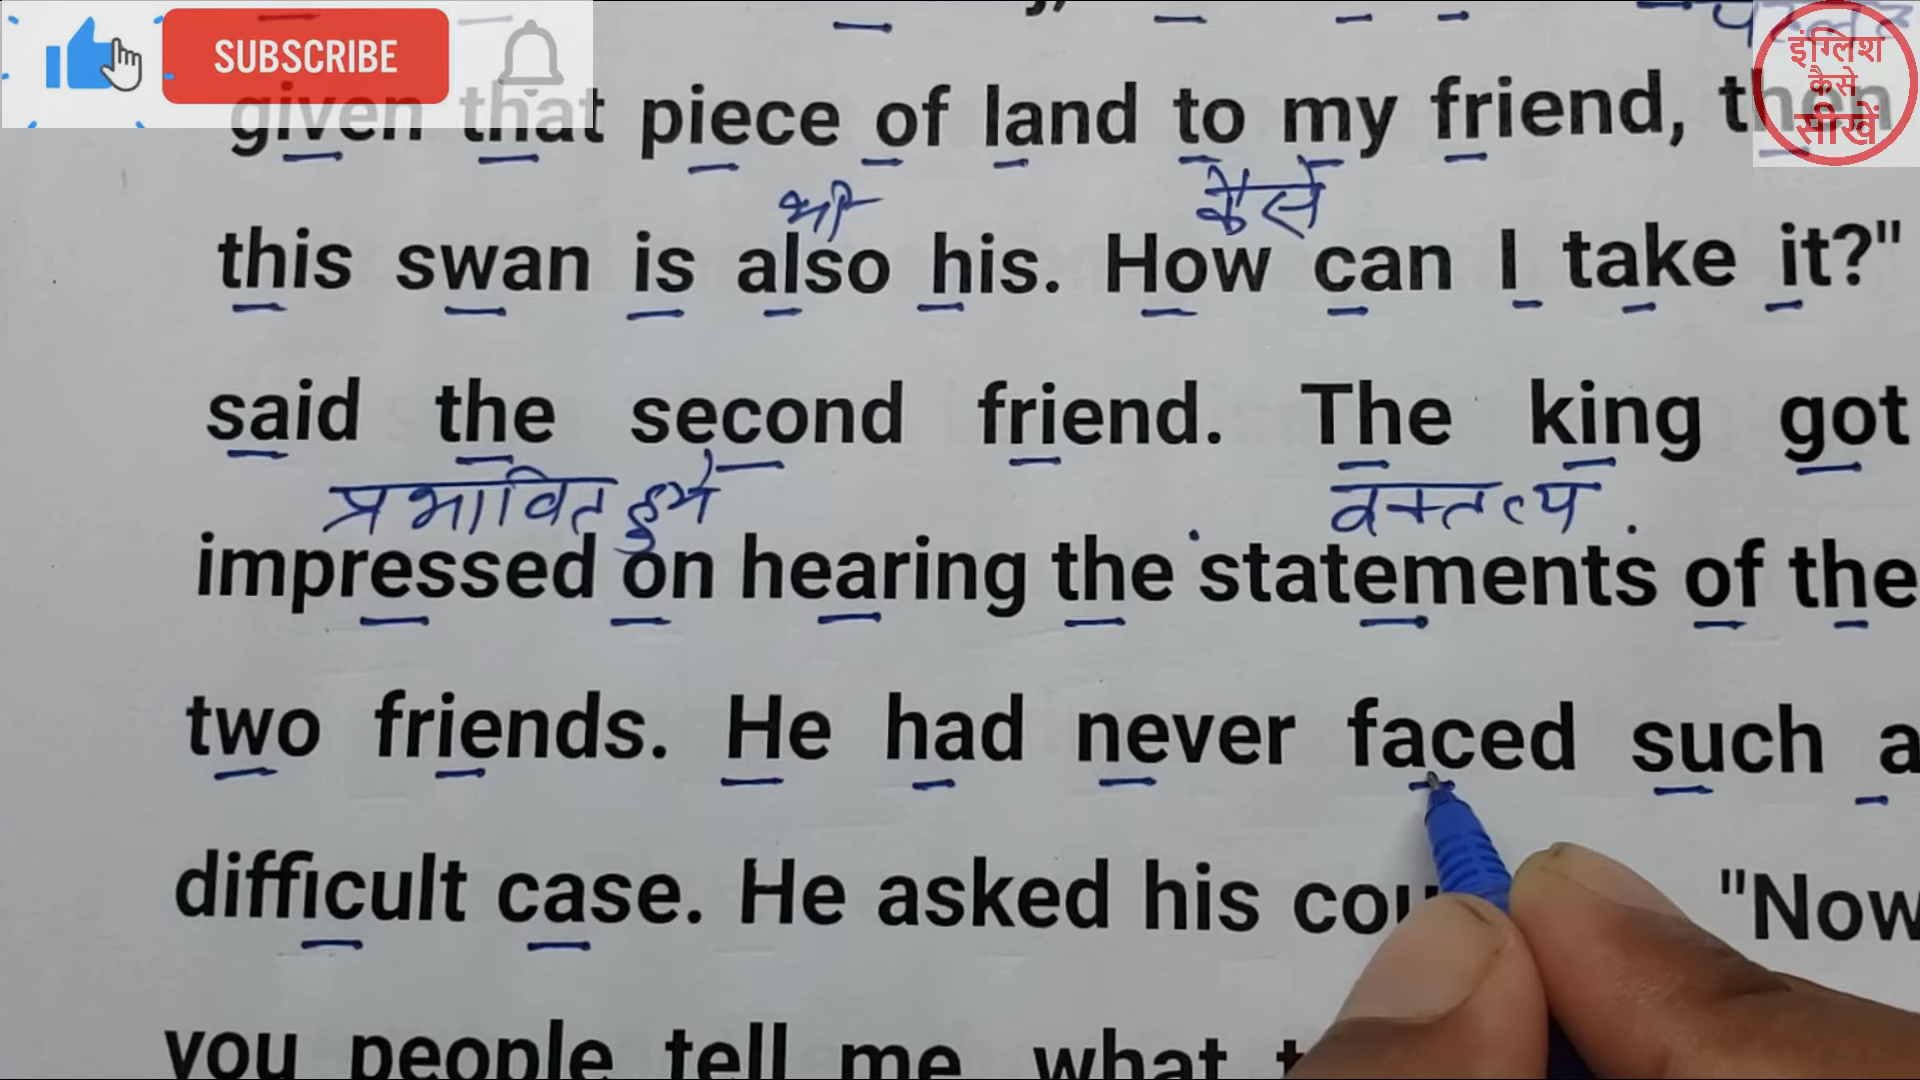 SUBSCRIBE
इंग्लिश
कैसे
सीखें
given that piece of land to my friend, then
भी कैसे
this swan is also his. How can I take it?"
said the second friend. The king got
प्रभावित हुये वक्तव्य
impressed on hearing the statements of the
two friends. He had never faced such a
difficult case. He asked his "Now
you people tell me what